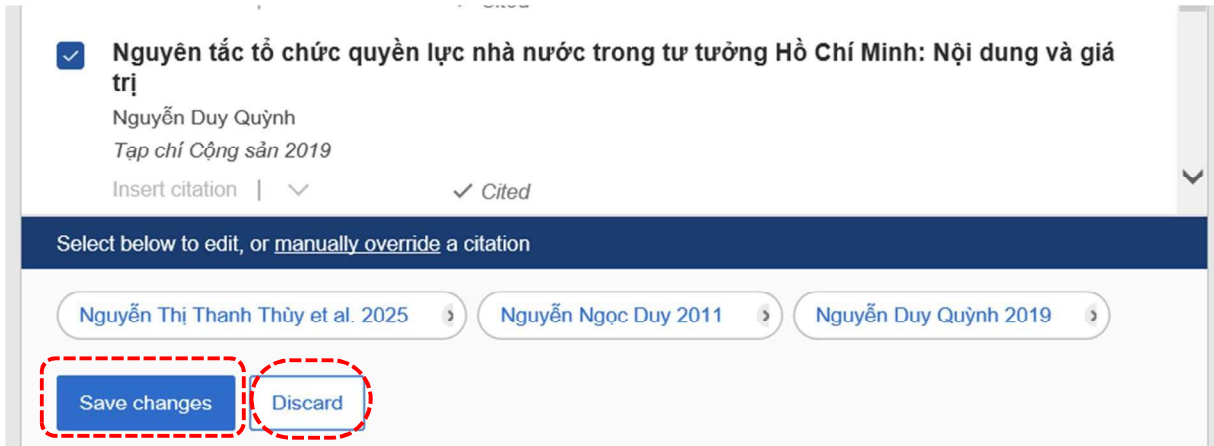 Nguyên tắc tổ chức quyền lực nhà nước trong tư tưởng Hồ Chí Minh: Nội dung và giá
trị
Nguyễn Duy Quỳnh
Tạp chí Cộng sản 2019
Insert citation |
Cited
Select below to edit, or manually override a citation
Nguyễn Thị Thanh Thùy et al. 2025
Nguyễn Ngọc Duy 2011
Nguyễn Duy Quỳnh 2019
Save changes
Discard